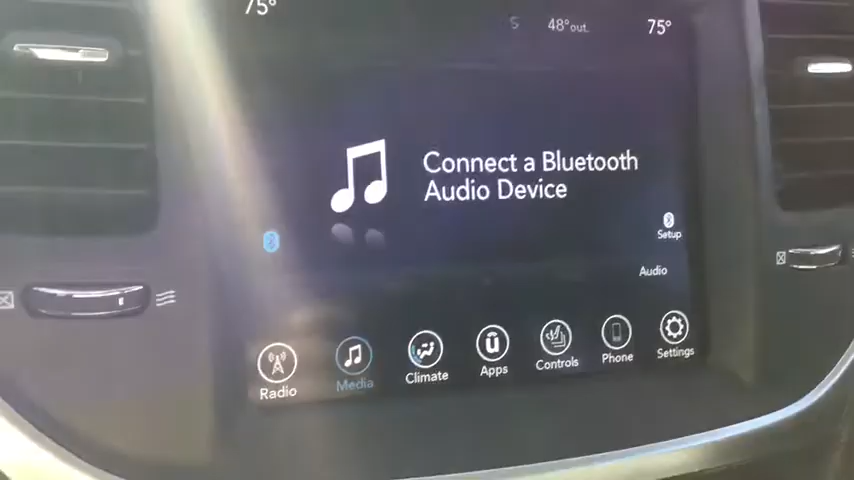 75°
S
48°out.
75°
Connect a Bluetooth
Audio Device
Setup
Audio
Radio
Media
Climate
Apps
Controls
Phone
Settings